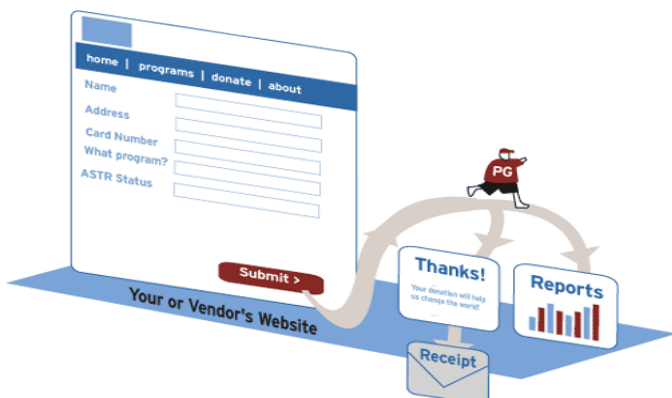 home | programs | donate | about
Name
Address
Card Number
What program?
ASTR Status
Submit >
Your or Vendor's Website
PG
Thanks!
Your donation will help
us change the world!
Reports
Receipt